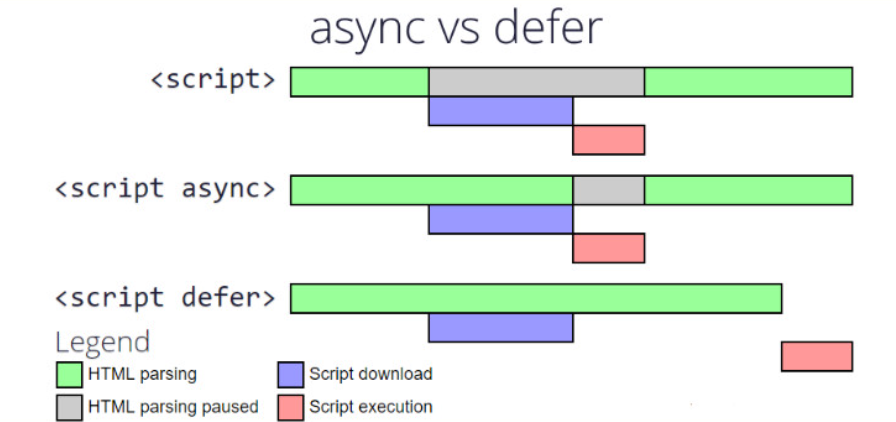 async vs defer
<script>
<script async>
<script defer>
Legend
HTML parsing
Script download
HTML parsing paused
Script execution